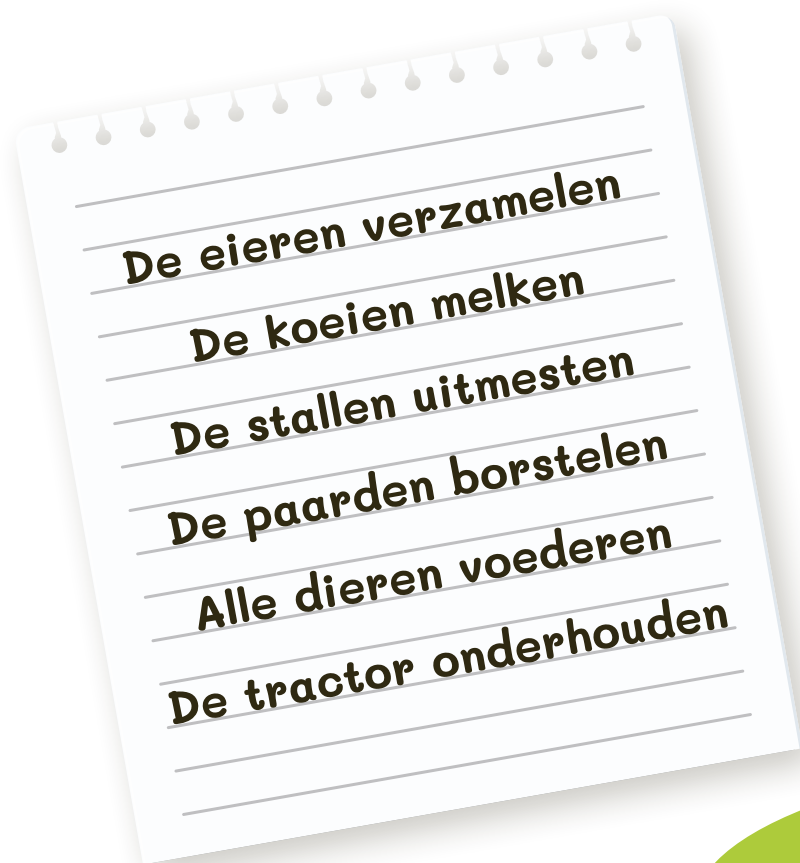 De eieren verzamelen
De koeien melken
De stallen uitmesten
De paarden borstelen
Alle dieren voederen
De tractor onderhouden